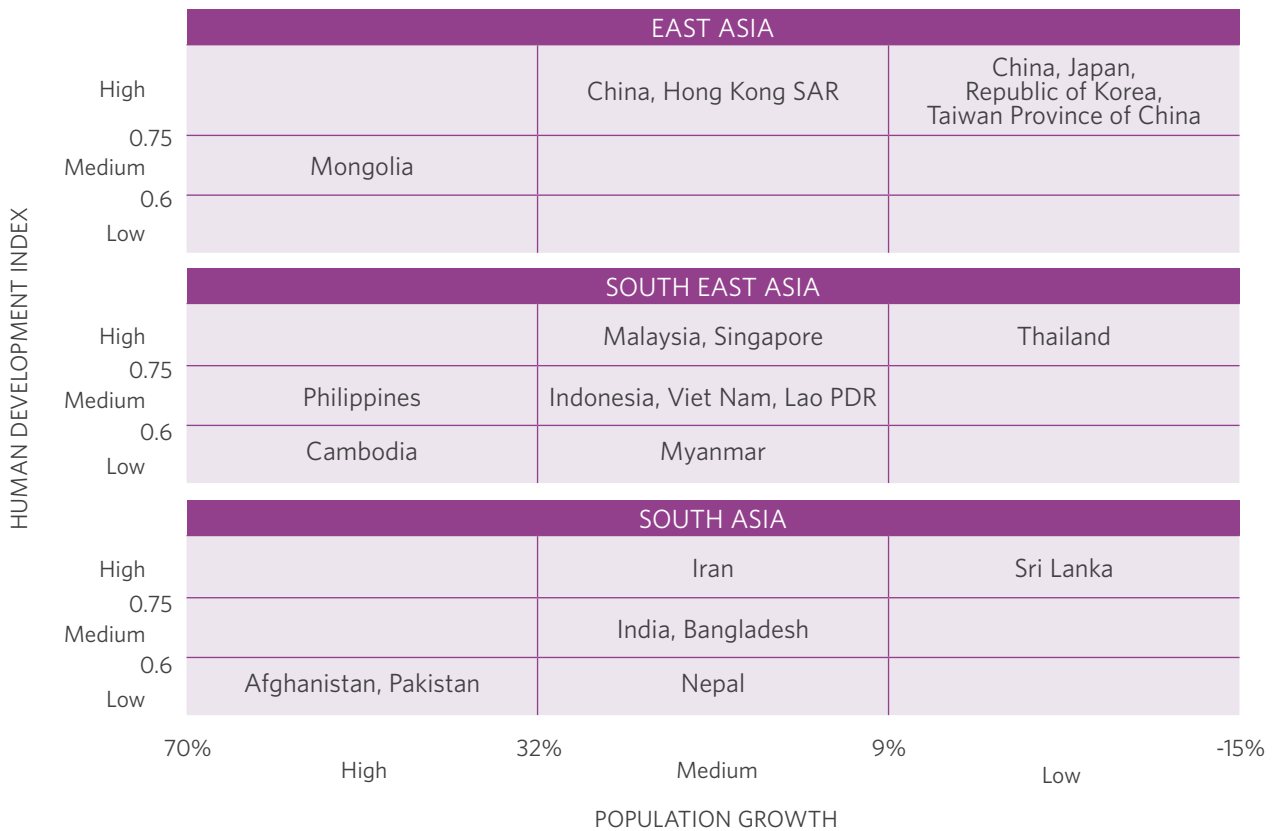 EAST ASIA
High
China, Hong Kong SAR
China, Japan,
Republic of Korea,
Taiwan Province of China
0.75
Medium
Mongolia
0.6
Low
HUMAN DEVELOPMENT INDEX
SOUTH EAST ASIA
High
Malaysia, Singapore
Thailand
0.75
Medium
Philippines
Indonesia, Viet Nam, Lao PDR
0.6
Low
Cambodia
Myanmar
SOUTH ASIA
High
Iran
Sri Lanka
0.75
Medium
India, Bangladesh
0.6
Low
Afghanistan, Pakistan
Nepal
70%
32%
9%
-15%
High
Medium
Low
POPULATION GROWTH